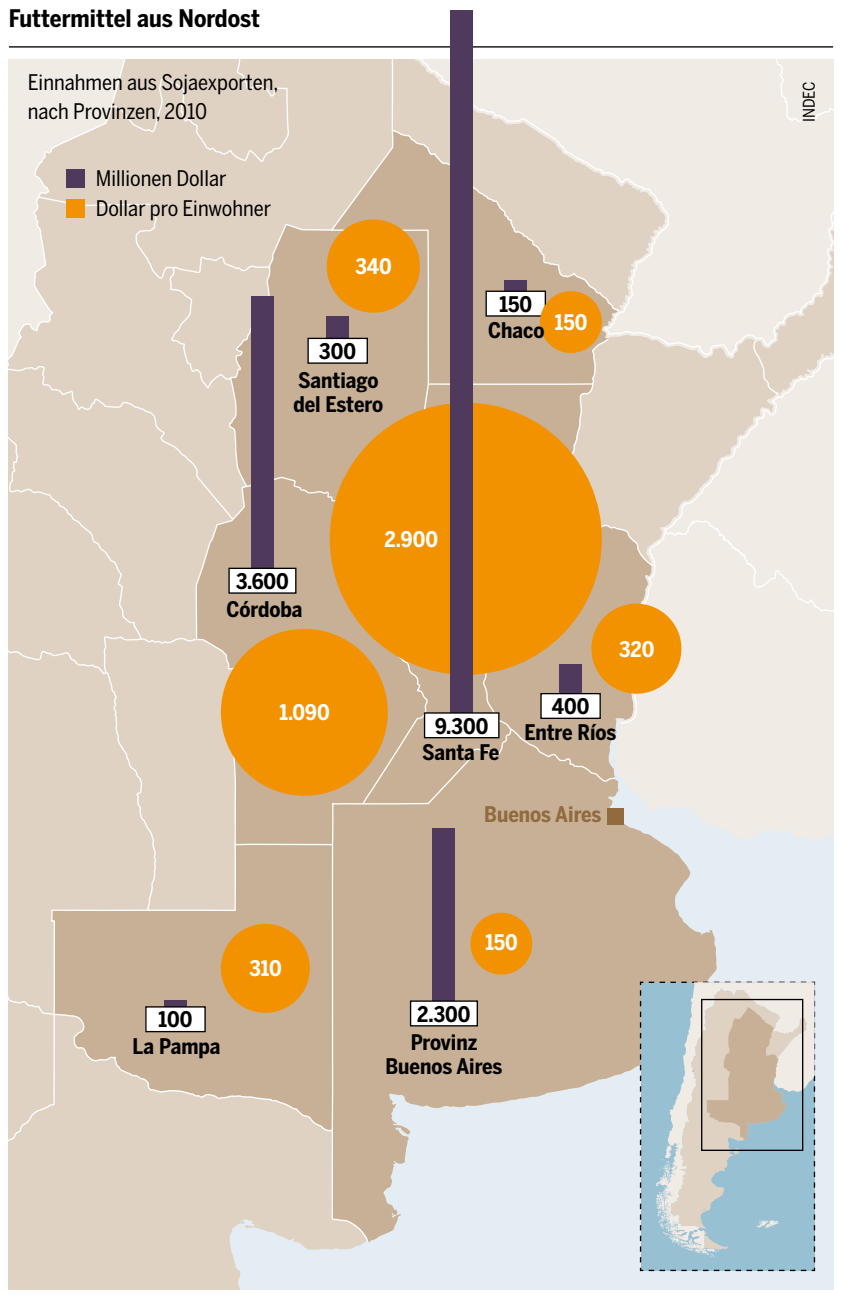 Futtermittel aus Nordost
Einnahmen aus Sojaexporten,
nach Provinzen, 2010
INDEC
Millionen Dollar
Dollar pro Einwohner
340
300
Santiago
del Estero
150
Chaco
150
2.900
3.600
Córdoba
320
400
Entre Ríos
1.090
9.300
Santa Fe
Buenos Aires
150
310
2.300
Provinz
Buenos Aires
100
La Pampa